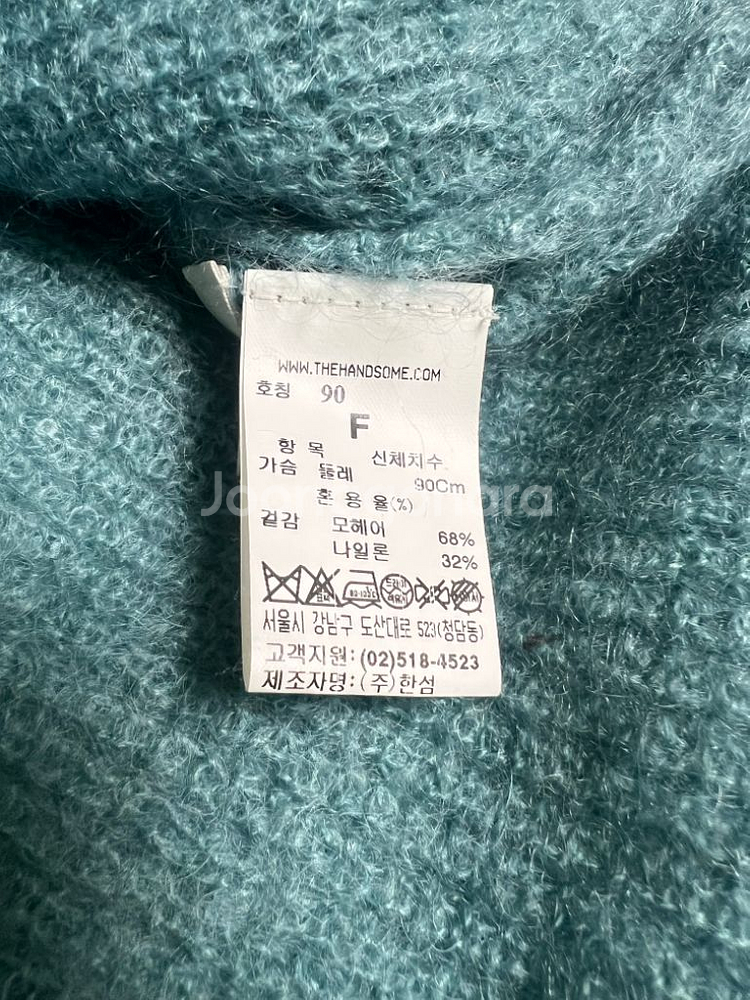 WWW.THEHANDSOME.COM
호칭 90
F
항 목 신체치수
가슴 둘레 90Cm
혼 용 율(%)
겉감 모헤어 68%
나일론 32%
서울시 강남구 도산대로 523(청담동)
고객지원: (02)518-4523
제조자명: (주)한섬